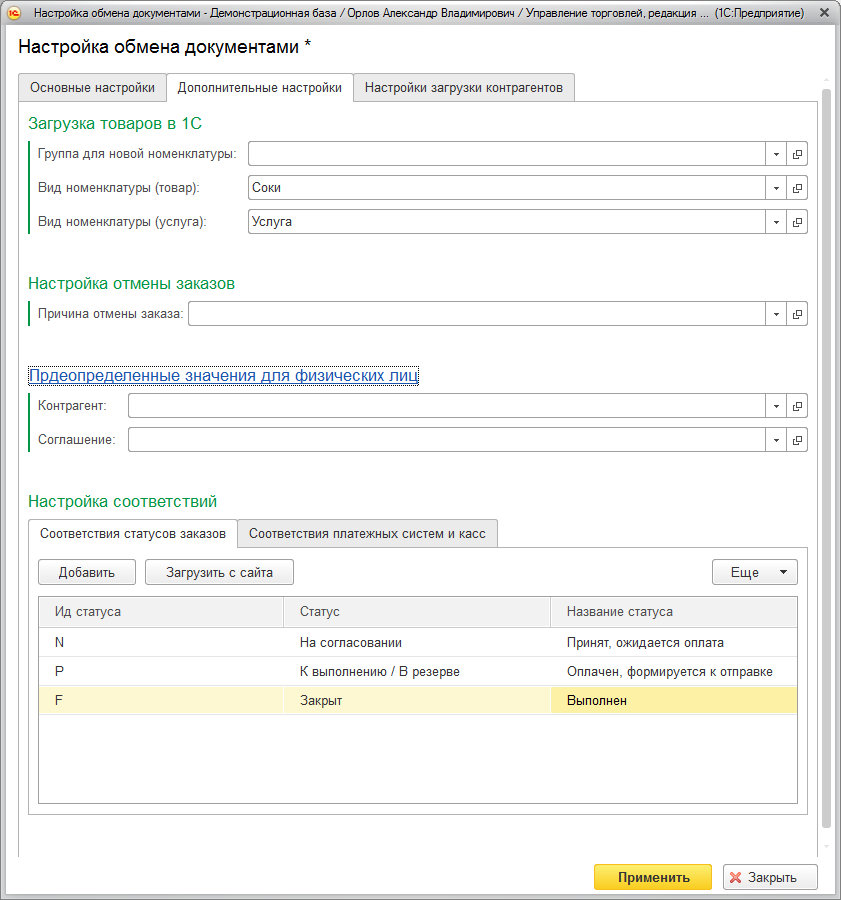 Настройка обмена документами - Демонстрационная база / Орлов Александр Владимирович / Управление торговлей, редакция ... (1С:Предприятие)
Настройка обмена документами *
Основные настройки Дополнительные настройки Настройки загрузки контрагентов
Загрузка товаров в 1С
Группа для новой номенклатуры:
Вид номенклатуры (товар): Соки
Вид номенклатуры (услуга): Услуга
Настройка отмены заказов
Причина отмены заказа:
Прдеопределенные значения для физических лиц
Контрагент:
Соглашение:
Настройка соответствий
Соответствия статусов заказов Соответствия платежных систем и касс
Добавить Загрузить с сайта Еще
Ид статуса Статус Название статуса
N На согласовании Принят, ожидается оплата
P К выполнению / В резерве Оплачен, формируется к отправке
F Закрыт Выполнен
Применить Закрыть